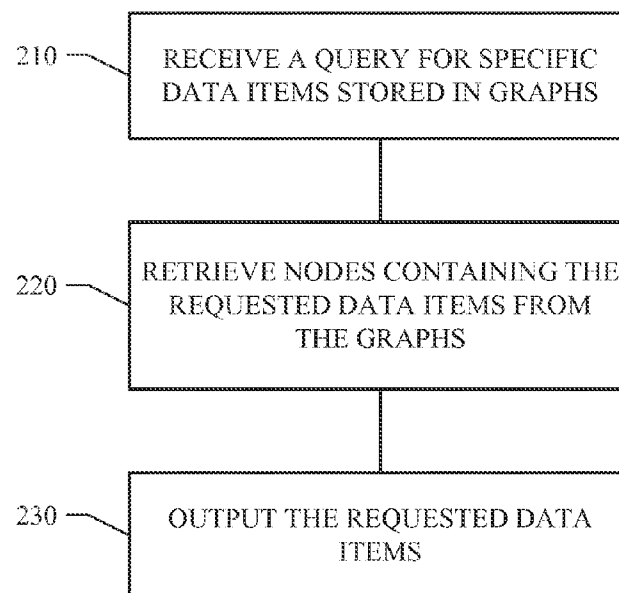 210
RECEIVE A QUERY FOR SPECIFIC
DATA ITEMS STORED IN GRAPHS
220
RETRIEVE NODES CONTAINING THE
REQUESTED DATA ITEMS FROM
THE GRAPHS
230
OUTPUT THE REQUESTED DATA
ITEMS